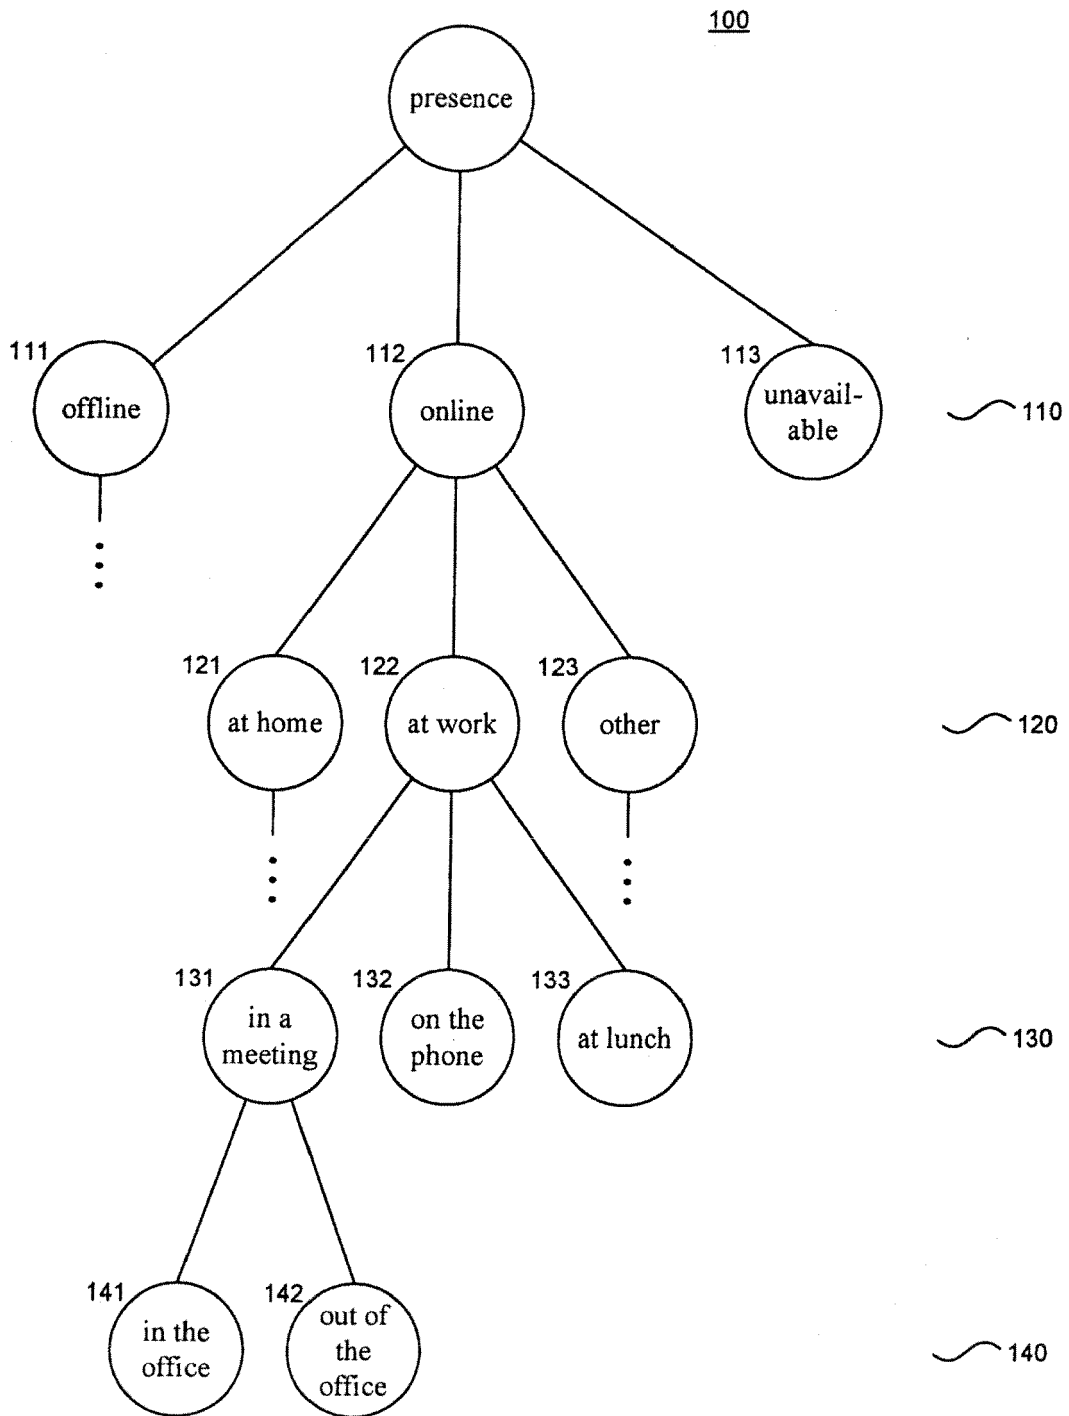 100
presence
111
offline
112
online
113
unavail-
able
110
121
at home
122
at work
123
other
120
131
in a
meeting
132
on the
phone
133
at lunch
130
141
in the
office
142
out of
the
office
140